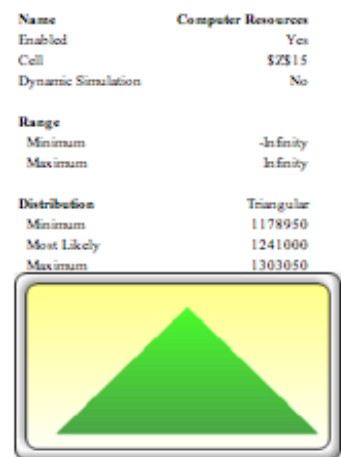 Name Computer Resources
Enabled Yes
Cell $Z$15
Dynamic Simulation No
Range
Minimum -Infinity
Maximum Infinity
Distribution Triangular
Minimum 1178950
Most Likely 1241000
Maximum 1303050